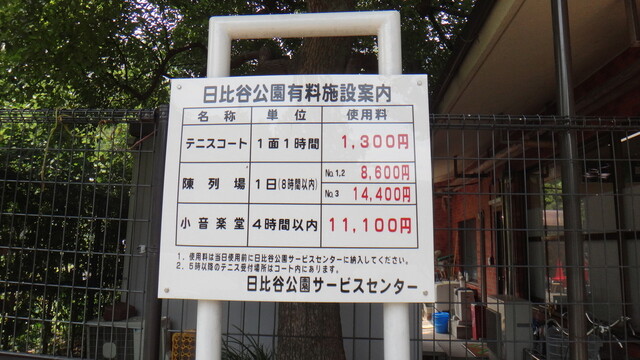 日比谷公園有料施設案内
名称 単位 使用料
テニスコート 1面1時間 1,300円
陳列場 1日(8時間以内) No.1,2 8,600円
No.3 14,400円
小音楽堂 4時間以内 11,100円
1．使用料は当日使用前に日比谷公園サービスセンターに納入してください。
2．5時以降のテニス受付場所はコート内にあります。
日比谷公園サービスセンター